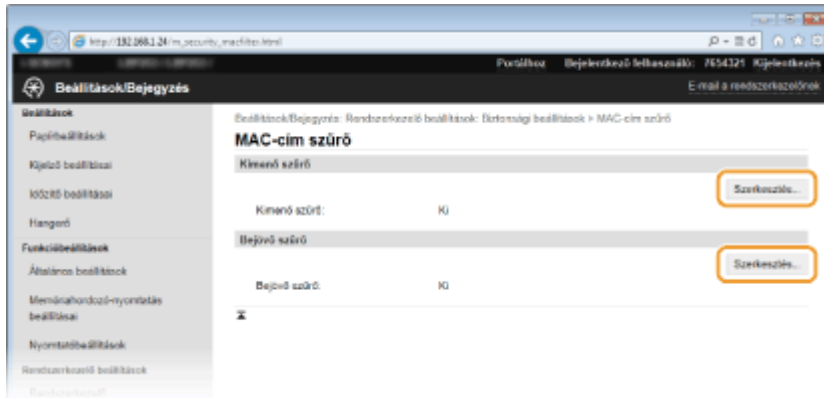 http://192.168.1.24/m_security_macfilter.html
Portálhoz Bejelentkező felhasználó: 7654321 Kijelentkezés
Beállítások/Bejegyzés E-mail a rendszerkezelőnek
Beállítások
Beállítások/Bejegyzés: Rendszerkezelő beállítások: Biztonsági beállítások > MAC-cím szűrő
Papírbeállítások
MAC-cím szűrő
Kijelző beállításai
Kimenő szűrő
Időzítő beállításai
Szerkesztés...
Hangerő
Kimenő szűrő: Ki
Funkcióbeállítások
Bejövő szűrő
Általános beállítások
Szerkesztés...
Memóriahordozó-nyomtatás
beállításai
Bejövő szűrő: Ki
Nyomtatóbeállítások
Rendszerkezelő beállítások